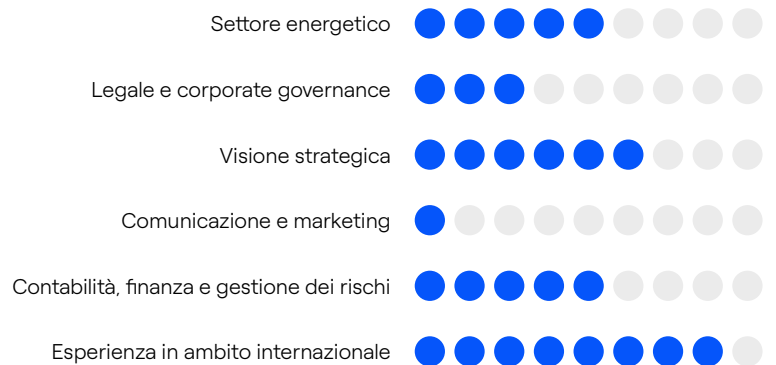 Settore energetico
Legale e corporate governance
Visione strategica
Comunicazione e marketing
Contabilità, finanza e gestione dei rischi
Esperienza in ambito internazionale